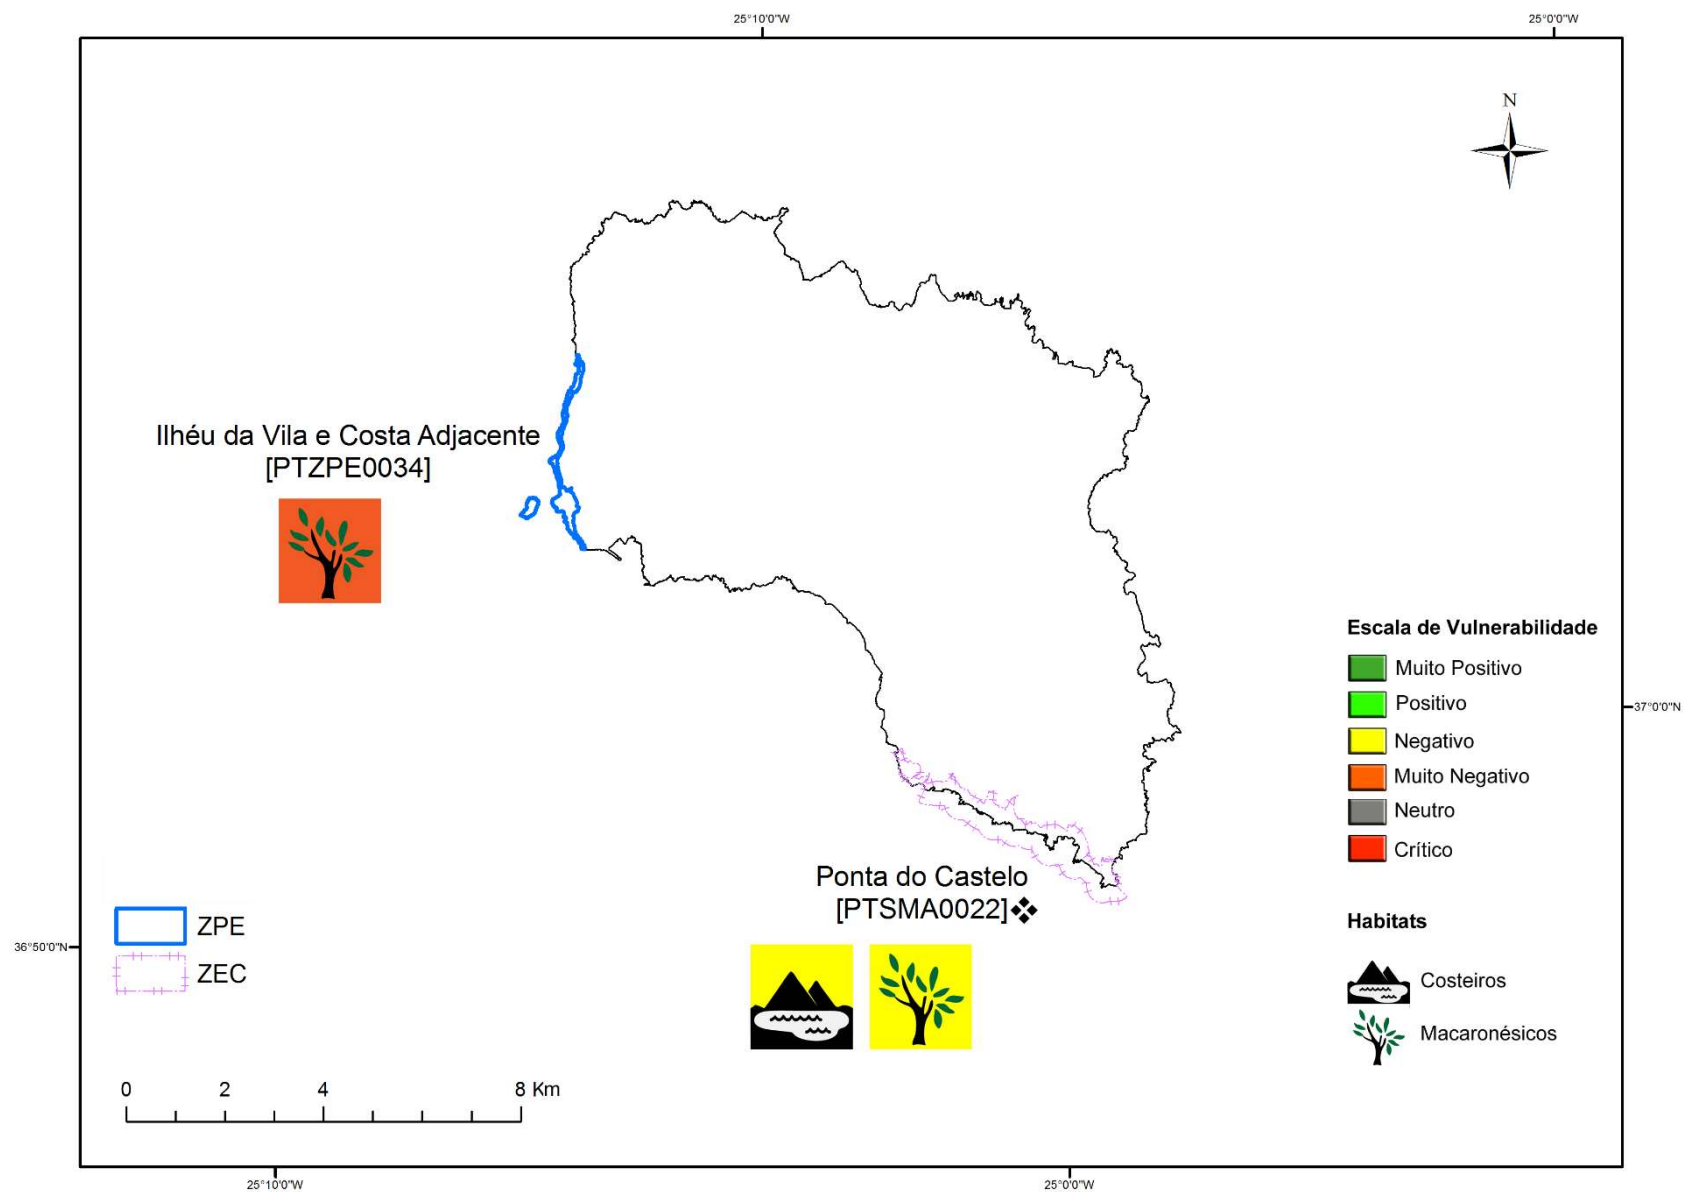 25°10'0"W
25°0'0"W
N
Ilhéu da Vila e Costa Adjacente
[PTZPE0034]
Escala de Vulnerabilidade
Muito Positivo
Positivo
Negativo
Muito Negativo
Neutro
Crítico
37°0'0"N
Ponta do Castelo
[PTSMA0022]
Habitats
Costeiros
Macaronésicos
ZPE
ZEC
36°50'0"N
0 2 4 8 Km
25°10'0"W
25°0'0"W